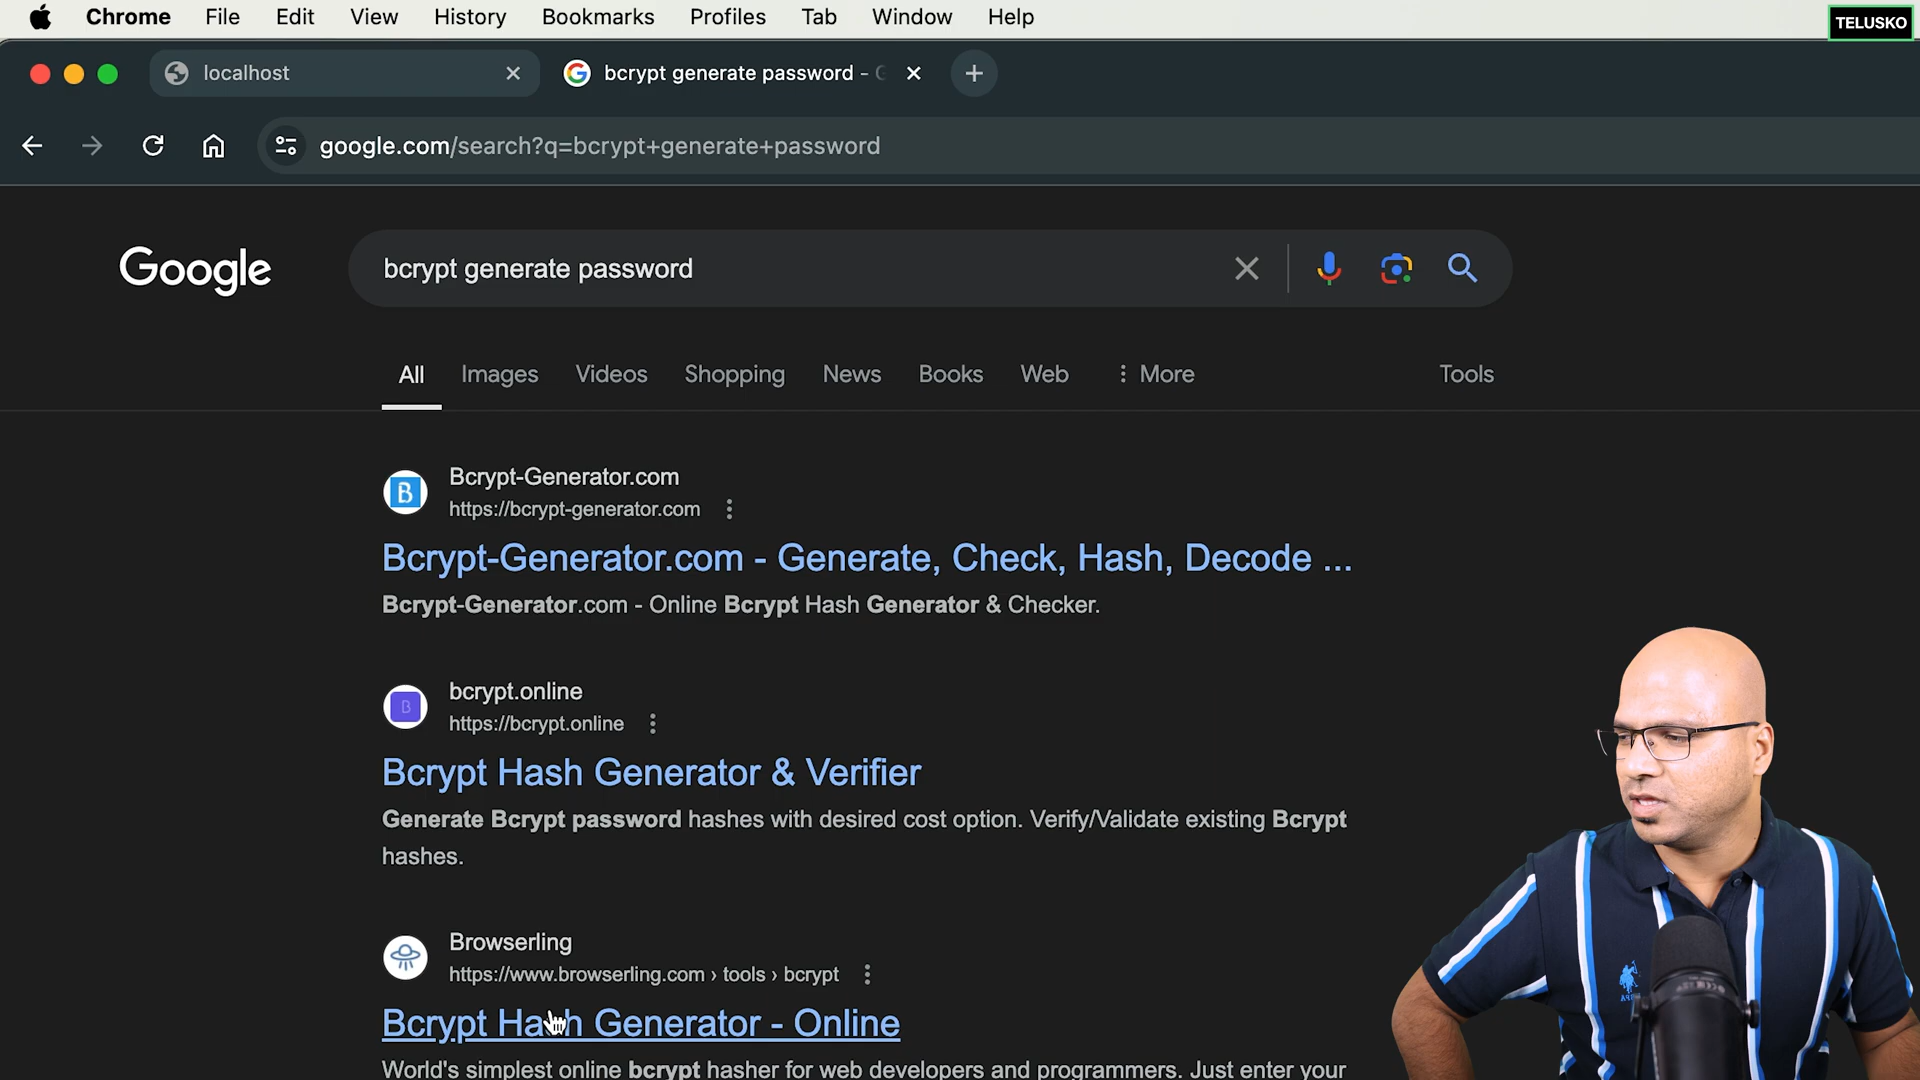 Chrome File Edit View History Bookmarks Profiles Tab Window Help
TELUSKO
localhost
bcrypt generate password -
google.com/search?q=bcrypt+generate+password
Google
bcrypt generate password
All Images Videos Shopping News Books Web More Tools
Bcrypt-Generator.com
https://bcrypt-generator.com
Bcrypt-Generator.com - Generate, Check, Hash, Decode ...
Bcrypt-Generator.com - Online Bcrypt Hash Generator & Checker.
bcrypt.online
https://bcrypt.online
Bcrypt Hash Generator & Verifier
Generate Bcrypt password hashes with desired cost option. Verify/Validate existing Bcrypt
hashes.
Browserling
https://www.browserling.com › tools › bcrypt
Bcrypt Hash Generator - Online
World's simplest online bcrypt hasher for web developers and programmers. Just enter your